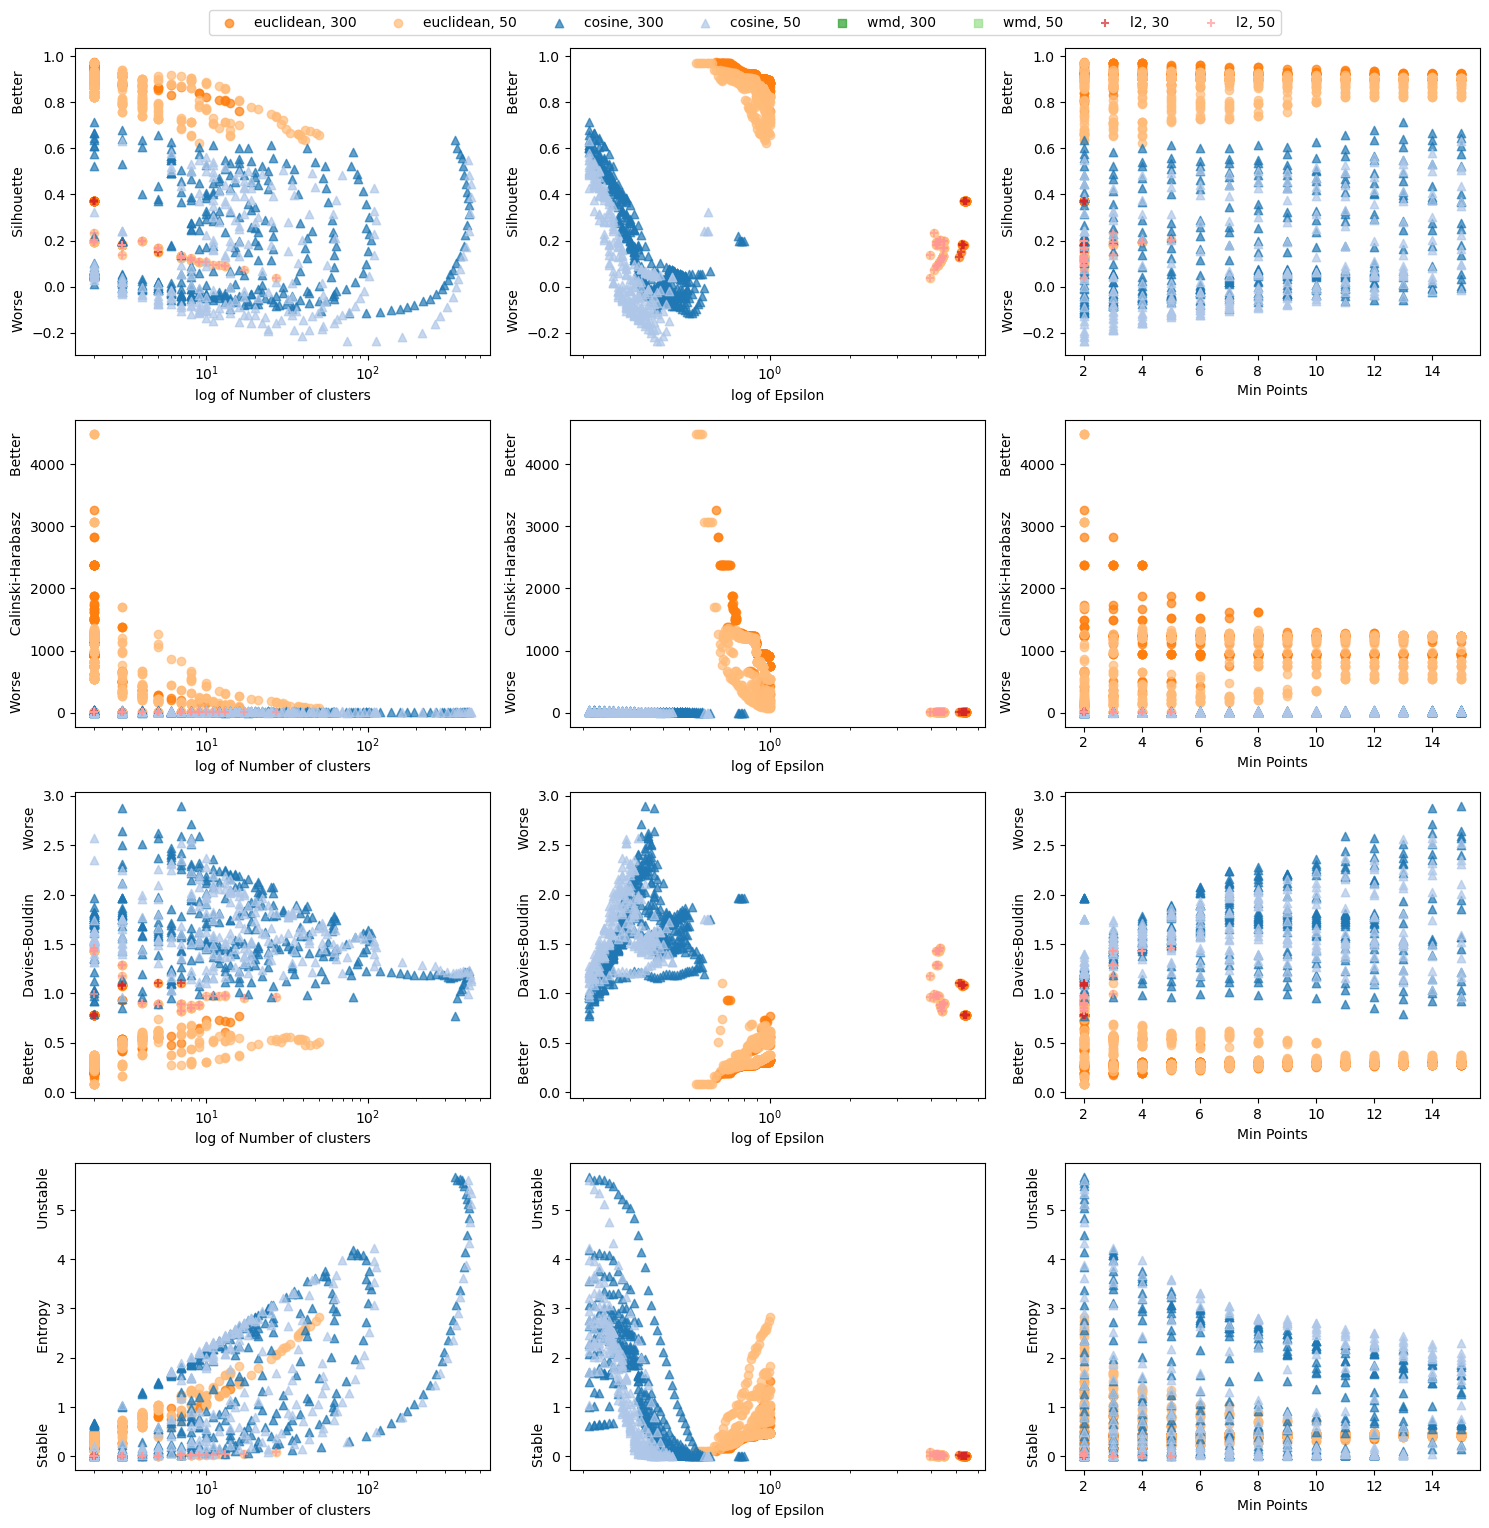 euclidean, 300 euclidean, 50 cosine, 300 cosine, 50 wmd, 300 wmd, 50 l2, 30 l2, 50
Worse Silhouette Better
1.0
0.8
0.6
0.4
0.2
0.0
−0.2
10¹ 10²
log of Number of clusters
Worse Silhouette Better
1.0
0.8
0.6
0.4
0.2
0.0
−0.2
10⁰
log of Epsilon
Worse Silhouette Better
1.0
0.8
0.6
0.4
0.2
0.0
−0.2
2 4 6 8 10 12 14
Min Points
Worse Calinski-Harabasz Better
4000
3000
2000
1000
0
10¹ 10²
log of Number of clusters
Worse Calinski-Harabasz Better
4000
3000
2000
1000
0
10⁰
log of Epsilon
Worse Calinski-Harabasz Better
4000
3000
2000
1000
0
2 4 6 8 10 12 14
Min Points
Better Davies-Bouldin Worse
3.0
2.5
2.0
1.5
1.0
0.5
0.0
10¹ 10²
log of Number of clusters
Better Davies-Bouldin Worse
3.0
2.5
2.0
1.5
1.0
0.5
0.0
10⁰
log of Epsilon
Better Davies-Bouldin Worse
3.0
2.5
2.0
1.5
1.0
0.5
0.0
2 4 6 8 10 12 14
Min Points
Stable Entropy Unstable
5
4
3
2
1
0
10¹ 10²
log of Number of clusters
Stable Entropy Unstable
5
4
3
2
1
0
10⁰
log of Epsilon
Stable Entropy Unstable
5
4
3
2
1
0
2 4 6 8 10 12 14
Min Points